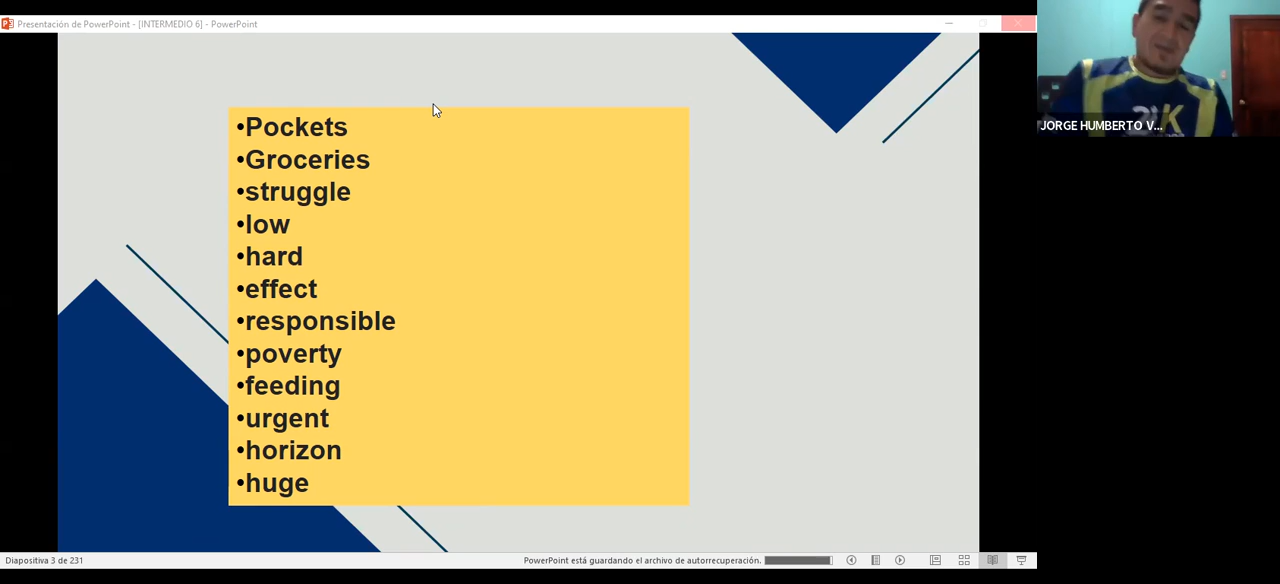 Presentación de PowerPoint - [INTERMEDIO 6] - PowerPoint
•Pockets
•Groceries
•struggle
•low
•hard
•effect
•responsible
•poverty
•feeding
•urgent
•horizon
•huge
JORGE HUMBERTO V...
Diapositiva 3 de 231
PowerPoint está guardando el archivo de autorrecuperación.